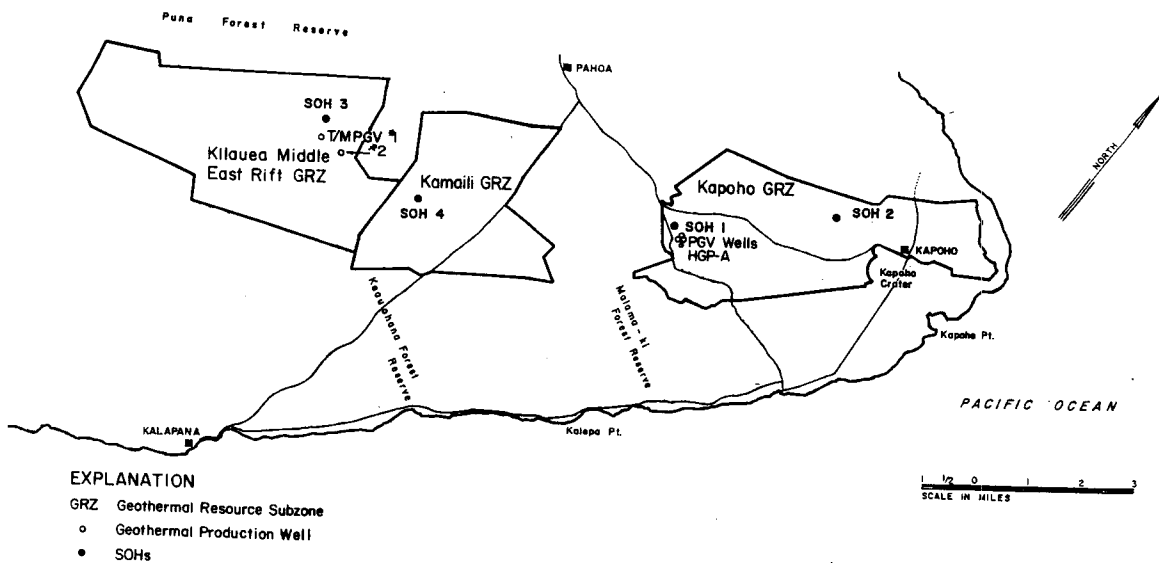 Puna Forest Reserve
PAHOA
SOH 3
T/MPGV #1
#2
Kilauea Middle
East Rift GRZ
Kamaili GRZ
SOH 4
Kapoho GRZ
SOH 2
SOH 1
PGV Wells
HGP-A
KAPOHO
Kapoho
Crater
NORTH
Keauohana Forest
Reserve
Malama-ki
Forest Reserve
Kapoho Pt.
PACIFIC OCEAN
KALAPANA
Kalepa Pt.
EXPLANATION
GRZ Geothermal Resource Subzone
Geothermal Production Well
SOHs
1 1/2 0 1 2 3
SCALE IN MILES